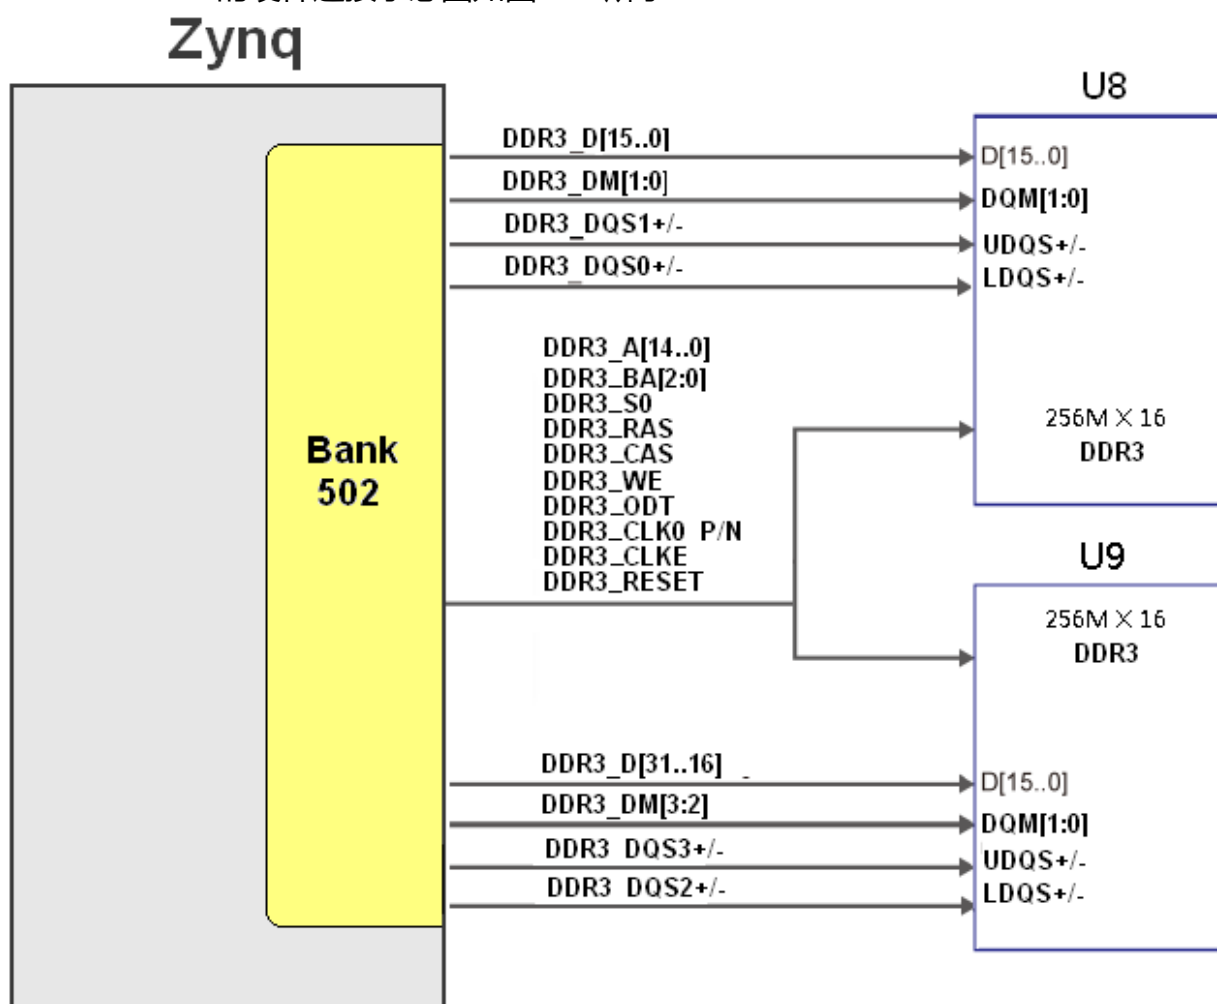 Zynq
U8
DDR3_D[15..0]
D[15..0]
DDR3_DM[1:0]
DQM[1:0]
DDR3_DQS1+/-
UDQS+/-
DDR3_DQS0+/-
LDQS+/-
DDR3_A[14..0]
DDR3_BA[2:0]
DDR3_S0
DDR3_RAS
DDR3_CAS
DDR3_WE
DDR3_ODT
DDR3_CLK0 P/N
DDR3_CLKE
DDR3_RESET
256M X 16
DDR3
Bank
502
U9
256M X 16
DDR3
DDR3_D[31..16]
D[15..0]
DDR3_DM[3:2]
DQM[1:0]
DDR3 DQS3+/-
UDQS+/-
DDR3 DQS2+/-
LDQS+/-